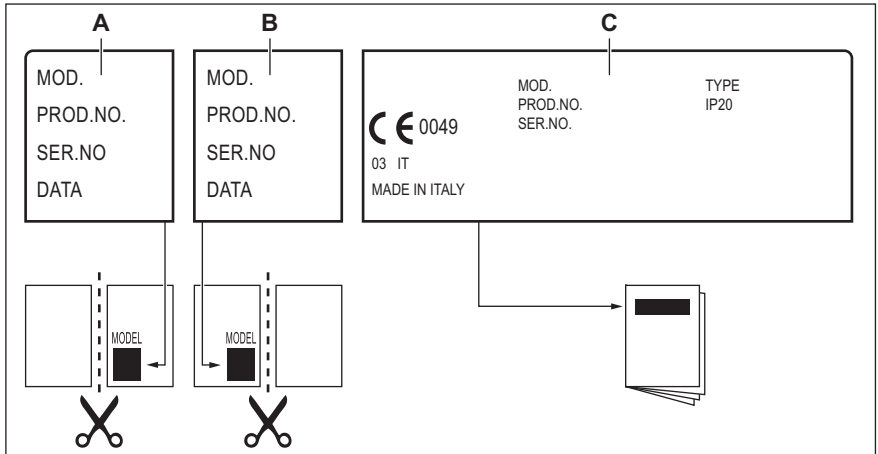 A
B
C
MOD.
PROD.NO.
SER.NO
DATA
MOD.
PROD.NO.
SER.NO
DATA
MOD.
PROD.NO.
SER.NO.
TYPE
IP20
CE 0049
03 IT
MADE IN ITALY
MODEL
MODEL